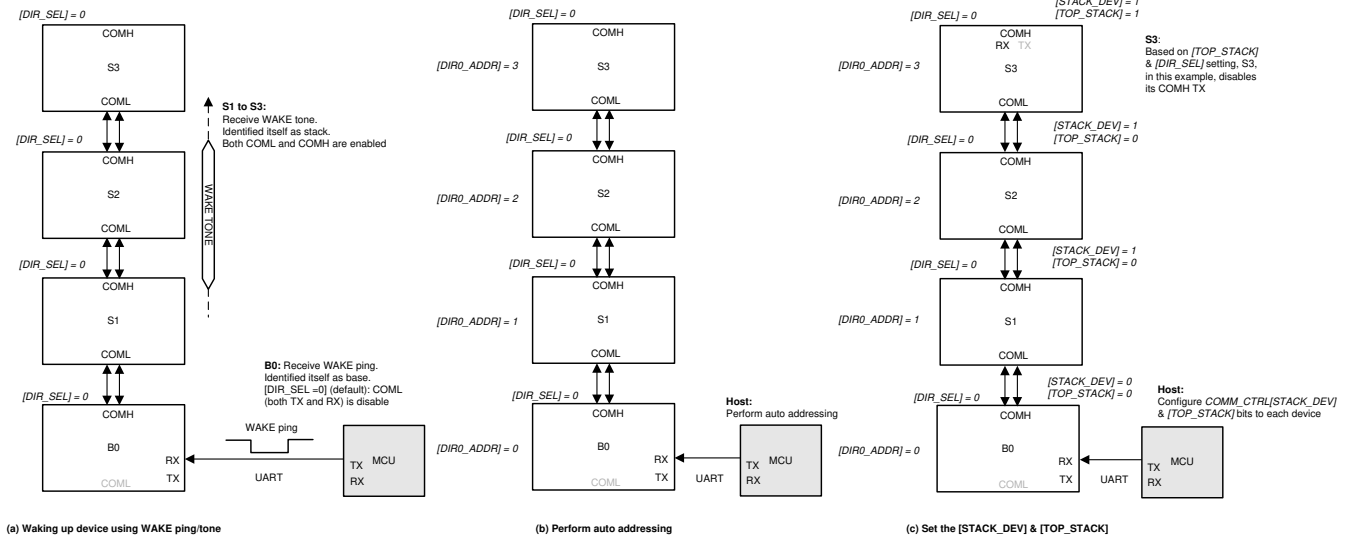 [DIR_SEL] = 0
COMH
S3
COML
S1 to S3:
Receive WAKE tone.
Identified itself as stack.
Both COML and COMH are enabled
WAKE TONE
[DIR_SEL] = 0
COMH
S2
COML
[DIR_SEL] = 0
COMH
S1
COML
B0: Receive WAKE ping.
Identified itself as base.
[DIR_SEL =0] (default): COML
(both TX and RX) is disable
[DIR_SEL] = 0
COMH
B0
RX
TX
COML
WAKE ping
UART
TX MCU
RX
(a) Waking up device using WAKE ping/tone
[DIR_SEL] = 0
COMH
[DIR0_ADDR] = 3
S3
COML
[DIR_SEL] = 0
COMH
[DIR0_ADDR] = 2
S2
COML
[DIR_SEL] = 0
COMH
[DIR0_ADDR] = 1
S1
COML
[DIR_SEL] = 0
COMH
[DIR0_ADDR] = 0
B0
RX
TX
COML
Host:
Perform auto addressing
UART
TX MCU
RX
(b) Perform auto addressing
[STACK_DEV] = 1
[TOP_STACK] = 1
[DIR_SEL] = 0
COMH
RX TX
[DIR0_ADDR] = 3
S3
COML
S3:
Based on [TOP_STACK]
& [DIR_SEL] setting, S3,
in this example, disables
its COMH TX
[STACK_DEV] = 1
[TOP_STACK] = 0
[DIR_SEL] = 0
COMH
[DIR0_ADDR] = 2
S2
COML
[STACK_DEV] = 1
[TOP_STACK] = 0
[DIR_SEL] = 0
COMH
[DIR0_ADDR] = 1
S1
COML
[STACK_DEV] = 0
[TOP_STACK] = 0
[DIR_SEL] = 0
COMH
[DIR0_ADDR] = 0
B0
RX
TX
COML
Host:
Configure COMM_CTRL[STACK_DEV]
& [TOP_STACK] bits to each device
UART
TX MCU
RX
(c) Set the [STACK_DEV] & [TOP_STACK]